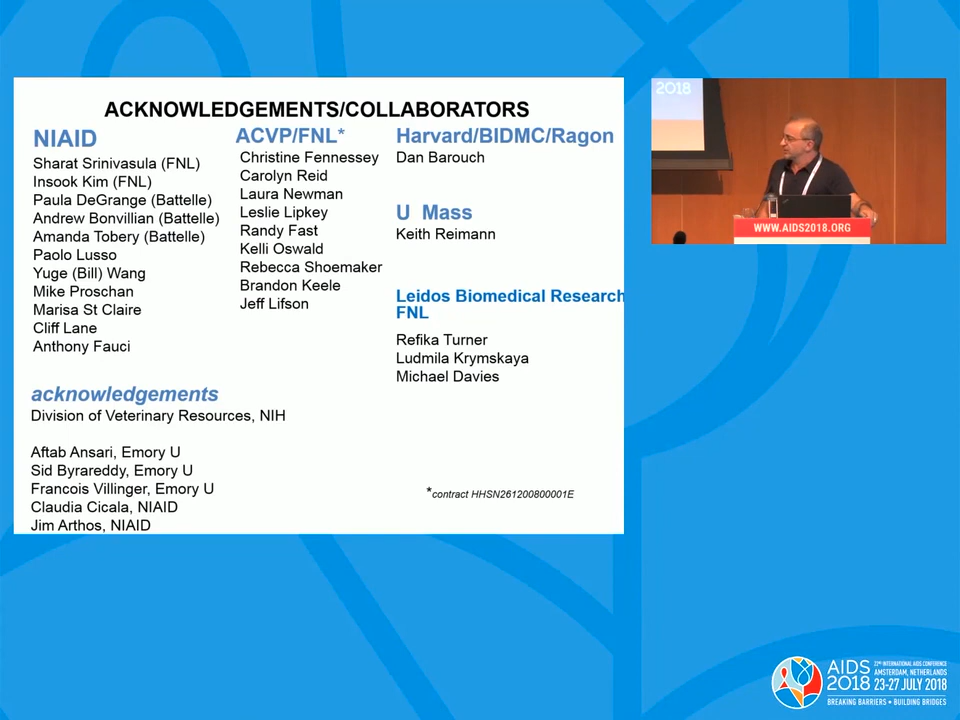 ACKNOWLEDGEMENTS/COLLABORATORS
NIAID
Sharat Srinivasula (FNL)
Insook Kim (FNL)
Paula DeGrange (Battelle)
Andrew Bonvillian (Battelle)
Amanda Tobery (Battelle)
Paolo Lusso
Yuge (Bill) Wang
Mike Proschan
Marisa St Claire
Cliff Lane
Anthony Fauci
ACVP/FNL*
Christine Fennessey
Carolyn Reid
Laura Newman
Leslie Lipkey
Randy Fast
Kelli Oswald
Rebecca Shoemaker
Brandon Keele
Jeff Lifson
Harvard/BIDMC/Ragon
Dan Barouch
U Mass
Keith Reimann
Leidos Biomedical Research
FNL
Refika Turner
Ludmila Krymskaya
Michael Davies
acknowledgements
Division of Veterinary Resources, NIH
Aftab Ansari, Emory U
Sid Byrareddy, Emory U
Francois Villinger, Emory U
Claudia Cicala, NIAID
Jim Arthos, NIAID
*contract HHSN261200800001E
2018
WWW.AIDS2018.ORG
AIDS
2018
22ND INTERNATIONAL AIDS CONFERENCE
AMSTERDAM, NETHERLANDS
23-27 JULY 2018
BREAKING BARRIERS • BUILDING BRIDGES